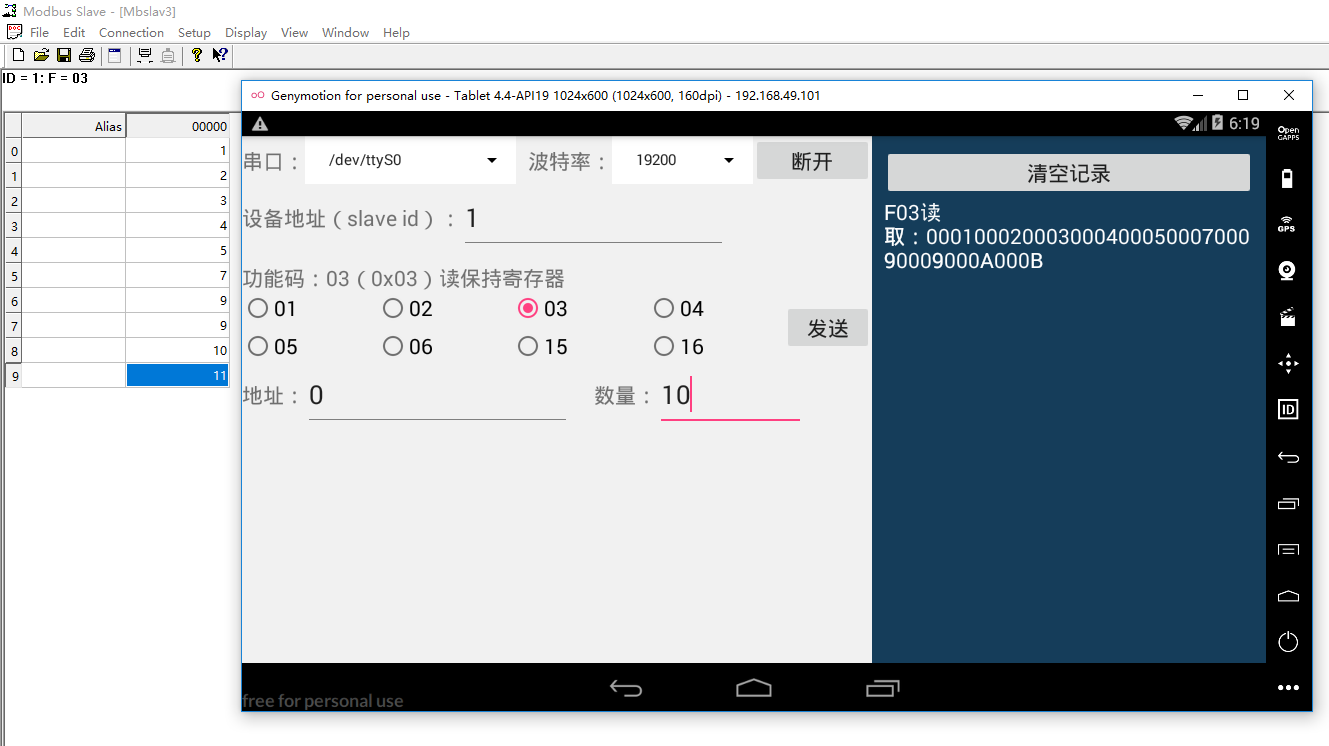 Modbus Slave - [Mbslav3]
File Edit Connection Setup Display View Window Help
ID = 1: F = 03
Alias 00000
0 1
1 2
2 3
3 4
4 5
5 7
6 9
7 9
8 10
9 11
Genymotion for personal use - Tablet 4.4-API19 1024x600 (1024x600, 160dpi) - 192.168.49.101
6:19
串口： /dev/ttyS0 波特率： 19200 断开
设备地址（slave id）： 1
功能码：03（0x03）读保持寄存器
01 02 03 04
05 06 15 16
发送
地址： 0 数量： 10
清空记录
F03读
取：000100020003000400050007000
90009000A000B
Open
GAPPS
GPS
ID
free for personal use